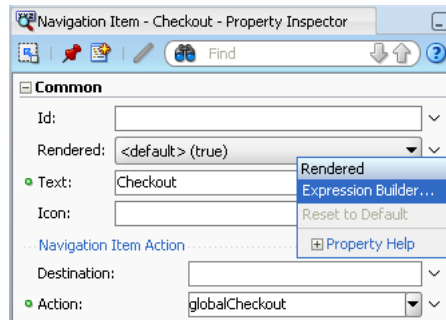 Navigation Item - Checkout - Property Inspector
Find
Common
Id:
Rendered: <default> (true)
Rendered
Text: Checkout
Expression Builder...
Icon:
Reset to Default
Navigation Item Action
Property Help
Destination:
Action: globalCheckout